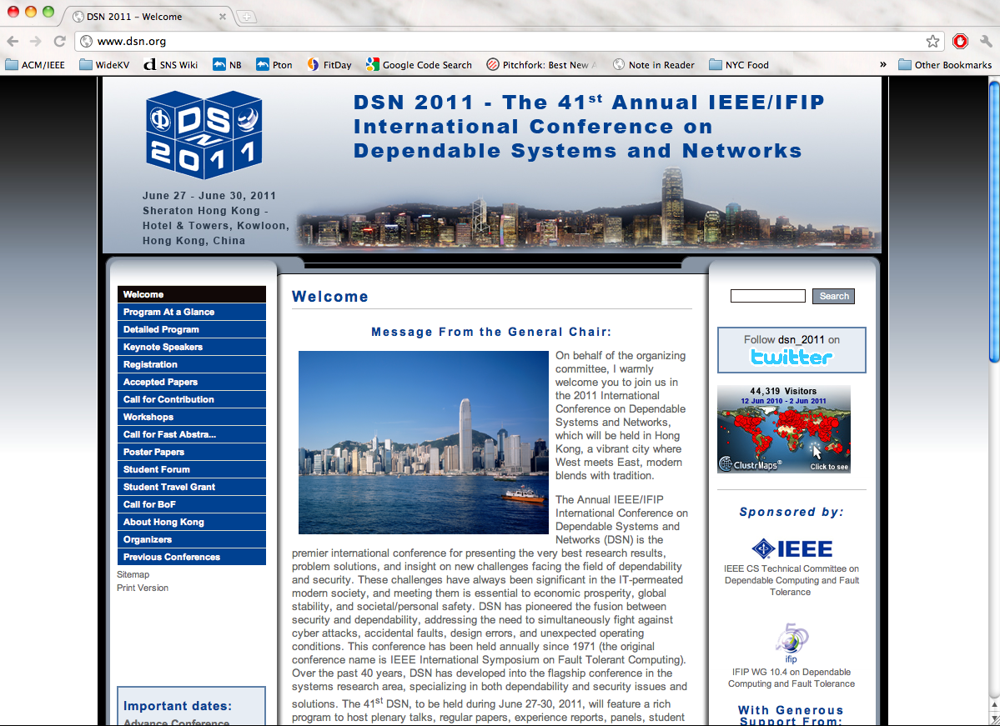 DSN 2011 - Welcome
www.dsn.org
ACM/IEEE
WideKV
SNS Wiki
NB
Pton
FitDay
Google Code Search
Pitchfork: Best New A
Note in Reader
NYC Food
»
Other Bookmarks
DSN
2011
DSN 2011 - The 41st Annual IEEE/IFIP
International Conference on
Dependable Systems and Networks
June 27 - June 30, 2011
Sheraton Hong Kong -
Hotel & Towers, Kowloon,
Hong Kong, China
Welcome
Program At a Glance
Detailed Program
Keynote Speakers
Registration
Accepted Papers
Call for Contribution
Workshops
Call for Fast Abstra...
Poster Papers
Student Forum
Student Travel Grant
Call for BoF
About Hong Kong
Organizers
Previous Conferences
Sitemap
Print Version
Important dates:
Advance Conference
Welcome
Message From the General Chair:
On behalf of the organizing
committee, I warmly
welcome you to join us in
the 2011 International
Conference on Dependable
Systems and Networks,
which will be held in Hong
Kong, a vibrant city where
West meets East, modern
blends with tradition.
The Annual IEEE/IFIP
International Conference on
Dependable Systems and
Networks (DSN) is the
premier international conference for presenting the very best research results,
problem solutions, and insight on new challenges facing the field of dependability
and security. These challenges have always been significant in the IT-permeated
modern society, and meeting them is essential to economic prosperity, global
stability, and societal/personal safety. DSN has pioneered the fusion between
security and dependability, addressing the need to simultaneously fight against
cyber attacks, accidental faults, design errors, and unexpected operating
conditions. This conference has been held annually since 1971 (the original
conference name is IEEE International Symposium on Fault Tolerant Computing).
Over the past 40 years, DSN has developed into the flagship conference in the
systems research area, specializing in both dependability and security issues and
solutions. The 41st DSN, to be held during June 27-30, 2011, will feature a rich
program to host plenary talks, regular papers, experience reports, panels, student
Search
Follow dsn_2011 on
twitter
44,319 Visitors
12 Jun 2010 - 2 Jun 2011
ClustrMaps®
Click to see
Sponsored by:
IEEE
IEEE CS Technical Committee on
Dependable Computing and Fault
Tolerance
50
ifip
IFIP WG 10.4 on Dependable
Computing and Fault Tolerance
With Generous
Support From: